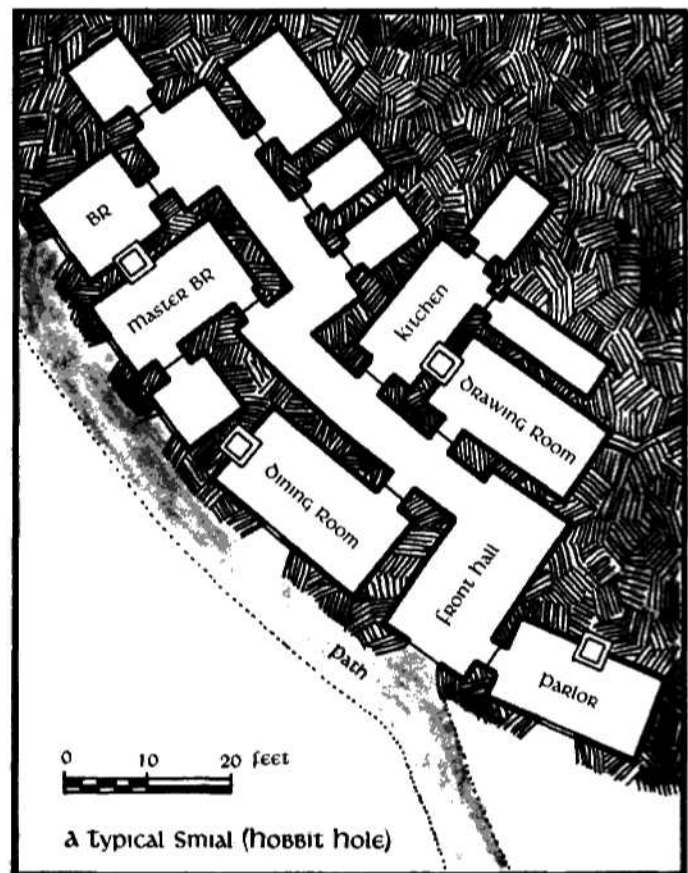 BR
Master BR
Kitchen
Drawing Room
Dining Room
Front Hall
Parlor
Path
0 10 20 feet
A Typical Smial (Hobbit Hole)